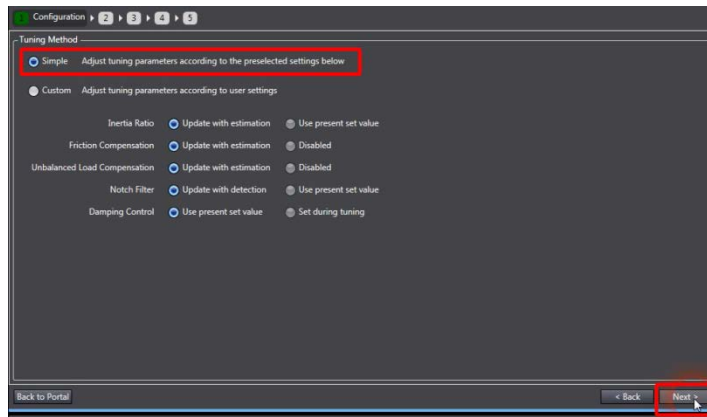 1 Configuration 2 3 4 5
Tuning Method
Simple Adjust tuning parameters according to the preselected settings below
Custom Adjust tuning parameters according to user settings
Inertia Ratio Update with estimation Use present set value
Friction Compensation Update with estimation Disabled
Unbalanced Load Compensation Update with estimation Disabled
Notch Filter Update with detection Use present set value
Damping Control Use present set value Set during tuning
Back to Portal < Back Next >